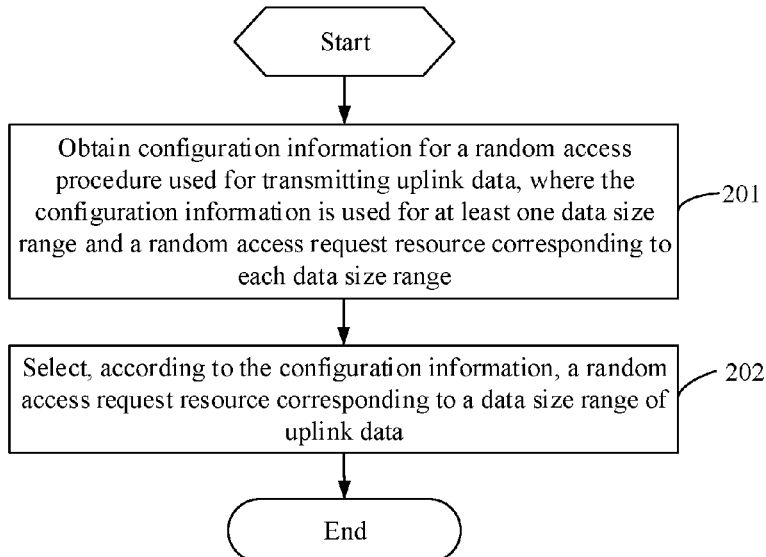 Start
Obtain configuration information for a random access
procedure used for transmitting uplink data, where the
configuration information is used for at least one data size
range and a random access request resource corresponding to
each data size range
201
Select, according to the configuration information, a random
access request resource corresponding to a data size range of
uplink data
202
End